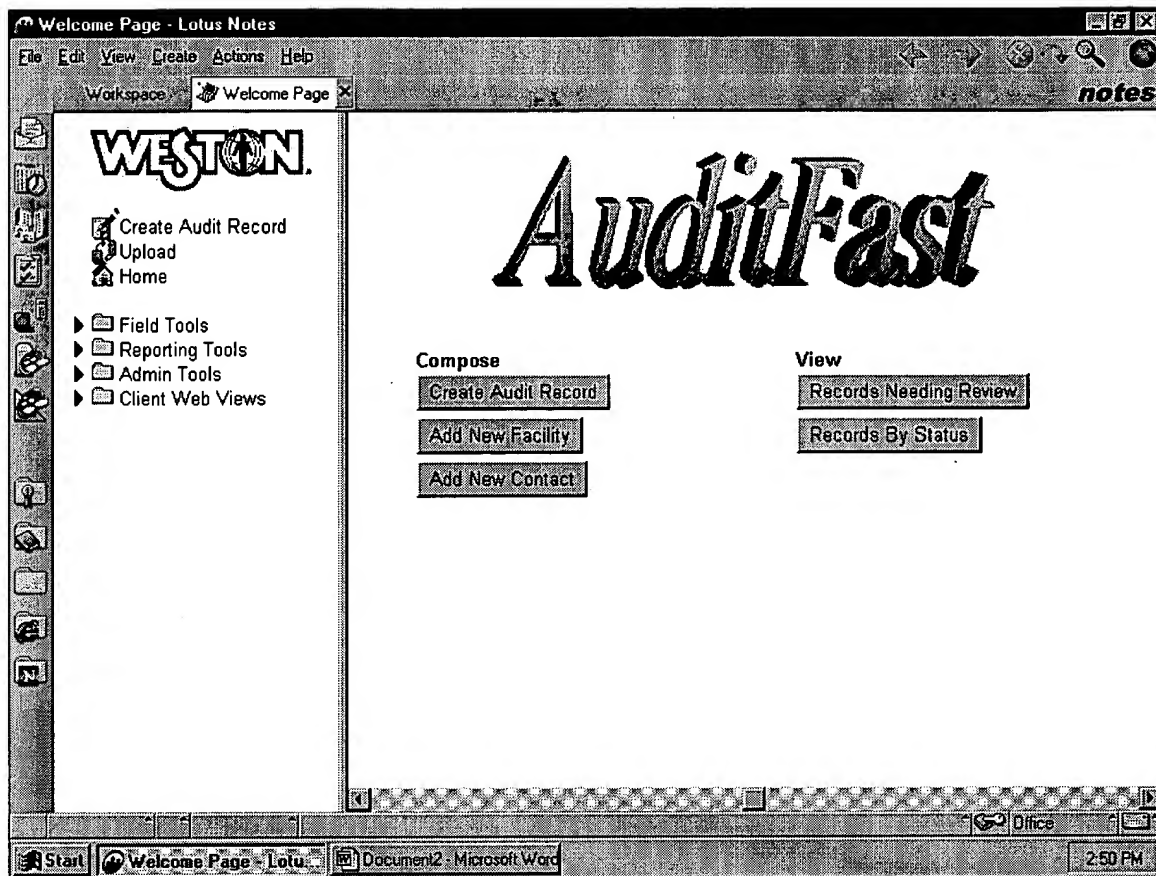 Welcome Page - Lotus Notes
File Edit View Create Actions Help
Workspace Welcome Page
notes
WESTON.
Create Audit Record
Upload
Home
Field Tools
Reporting Tools
Admin Tools
Client Web Views
AuditFast
Compose
Create Audit Record
Add New Facility
Add New Contact
View
Records Needing Review
Records By Status
Office
Start Welcome Page - Lotu... Document2 - Microsoft Word 2:50 PM